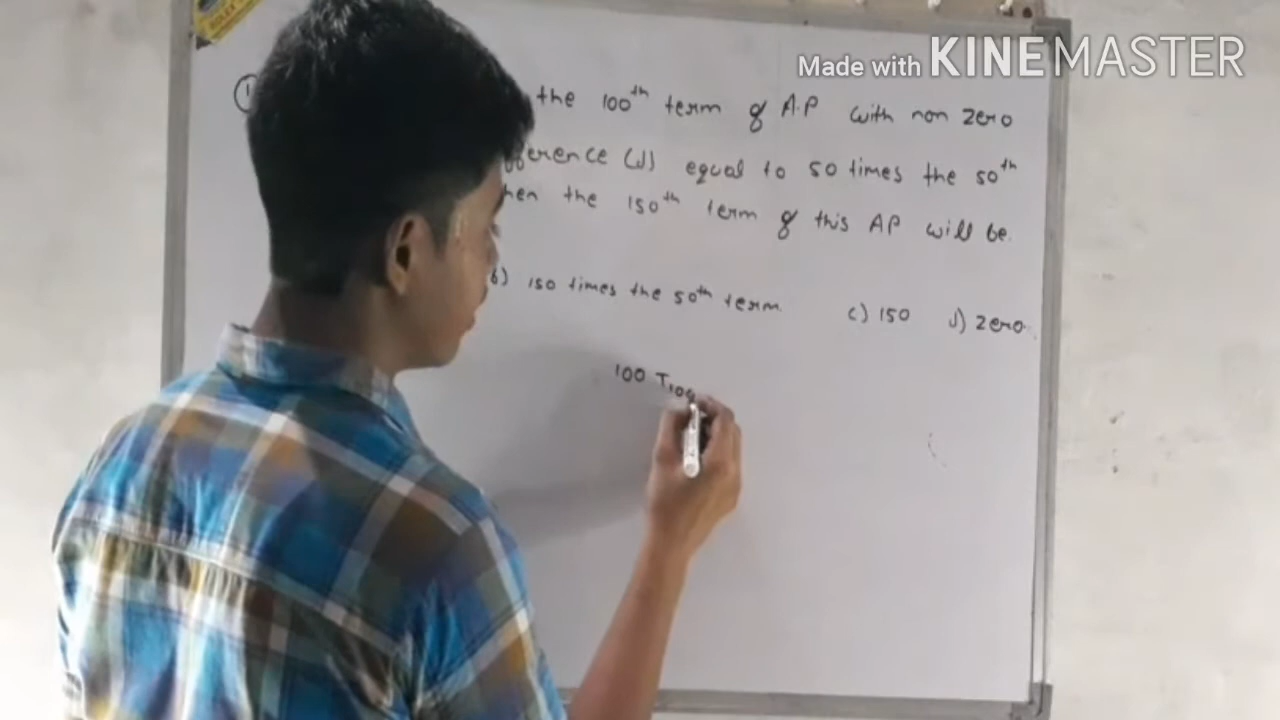 Made with KINEMASTER
the 100th term of A.P with non zero
fference (d) equal to 50 times the 50th
hen the 150th term of this AP will be.
b) 150 times the 50th term. c) 150 d) zero.
100 T100